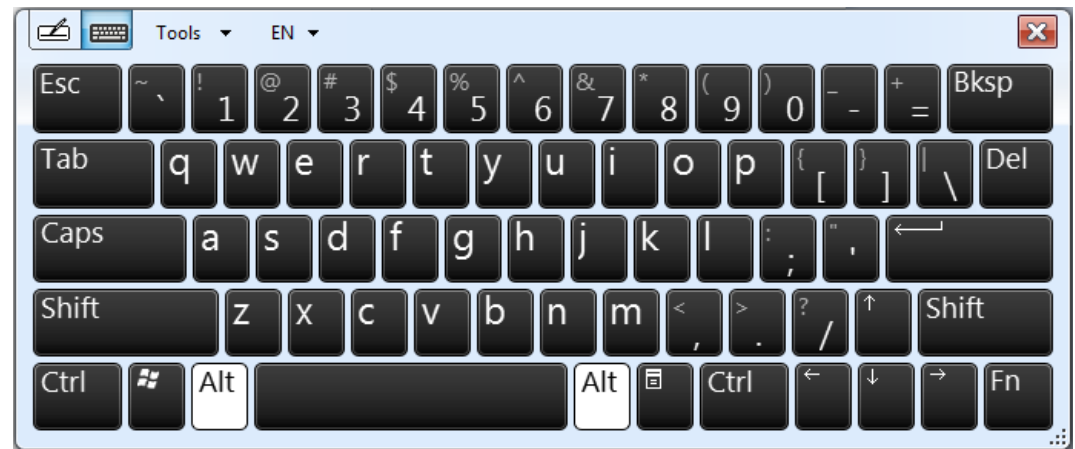 Tools EN
Esc ~ ` ! 1 @ 2 # 3 $ 4 % 5 ^ 6 & 7 * 8 ( 9 ) 0 _ - + = Bksp
Tab q w e r t y u i o p { [ } ] | \ Del
Caps a s d f g h j k l : ; " '
Shift z x c v b n m < , > . ? / ↑ Shift
Ctrl Alt Alt Ctrl ← ↓ → Fn